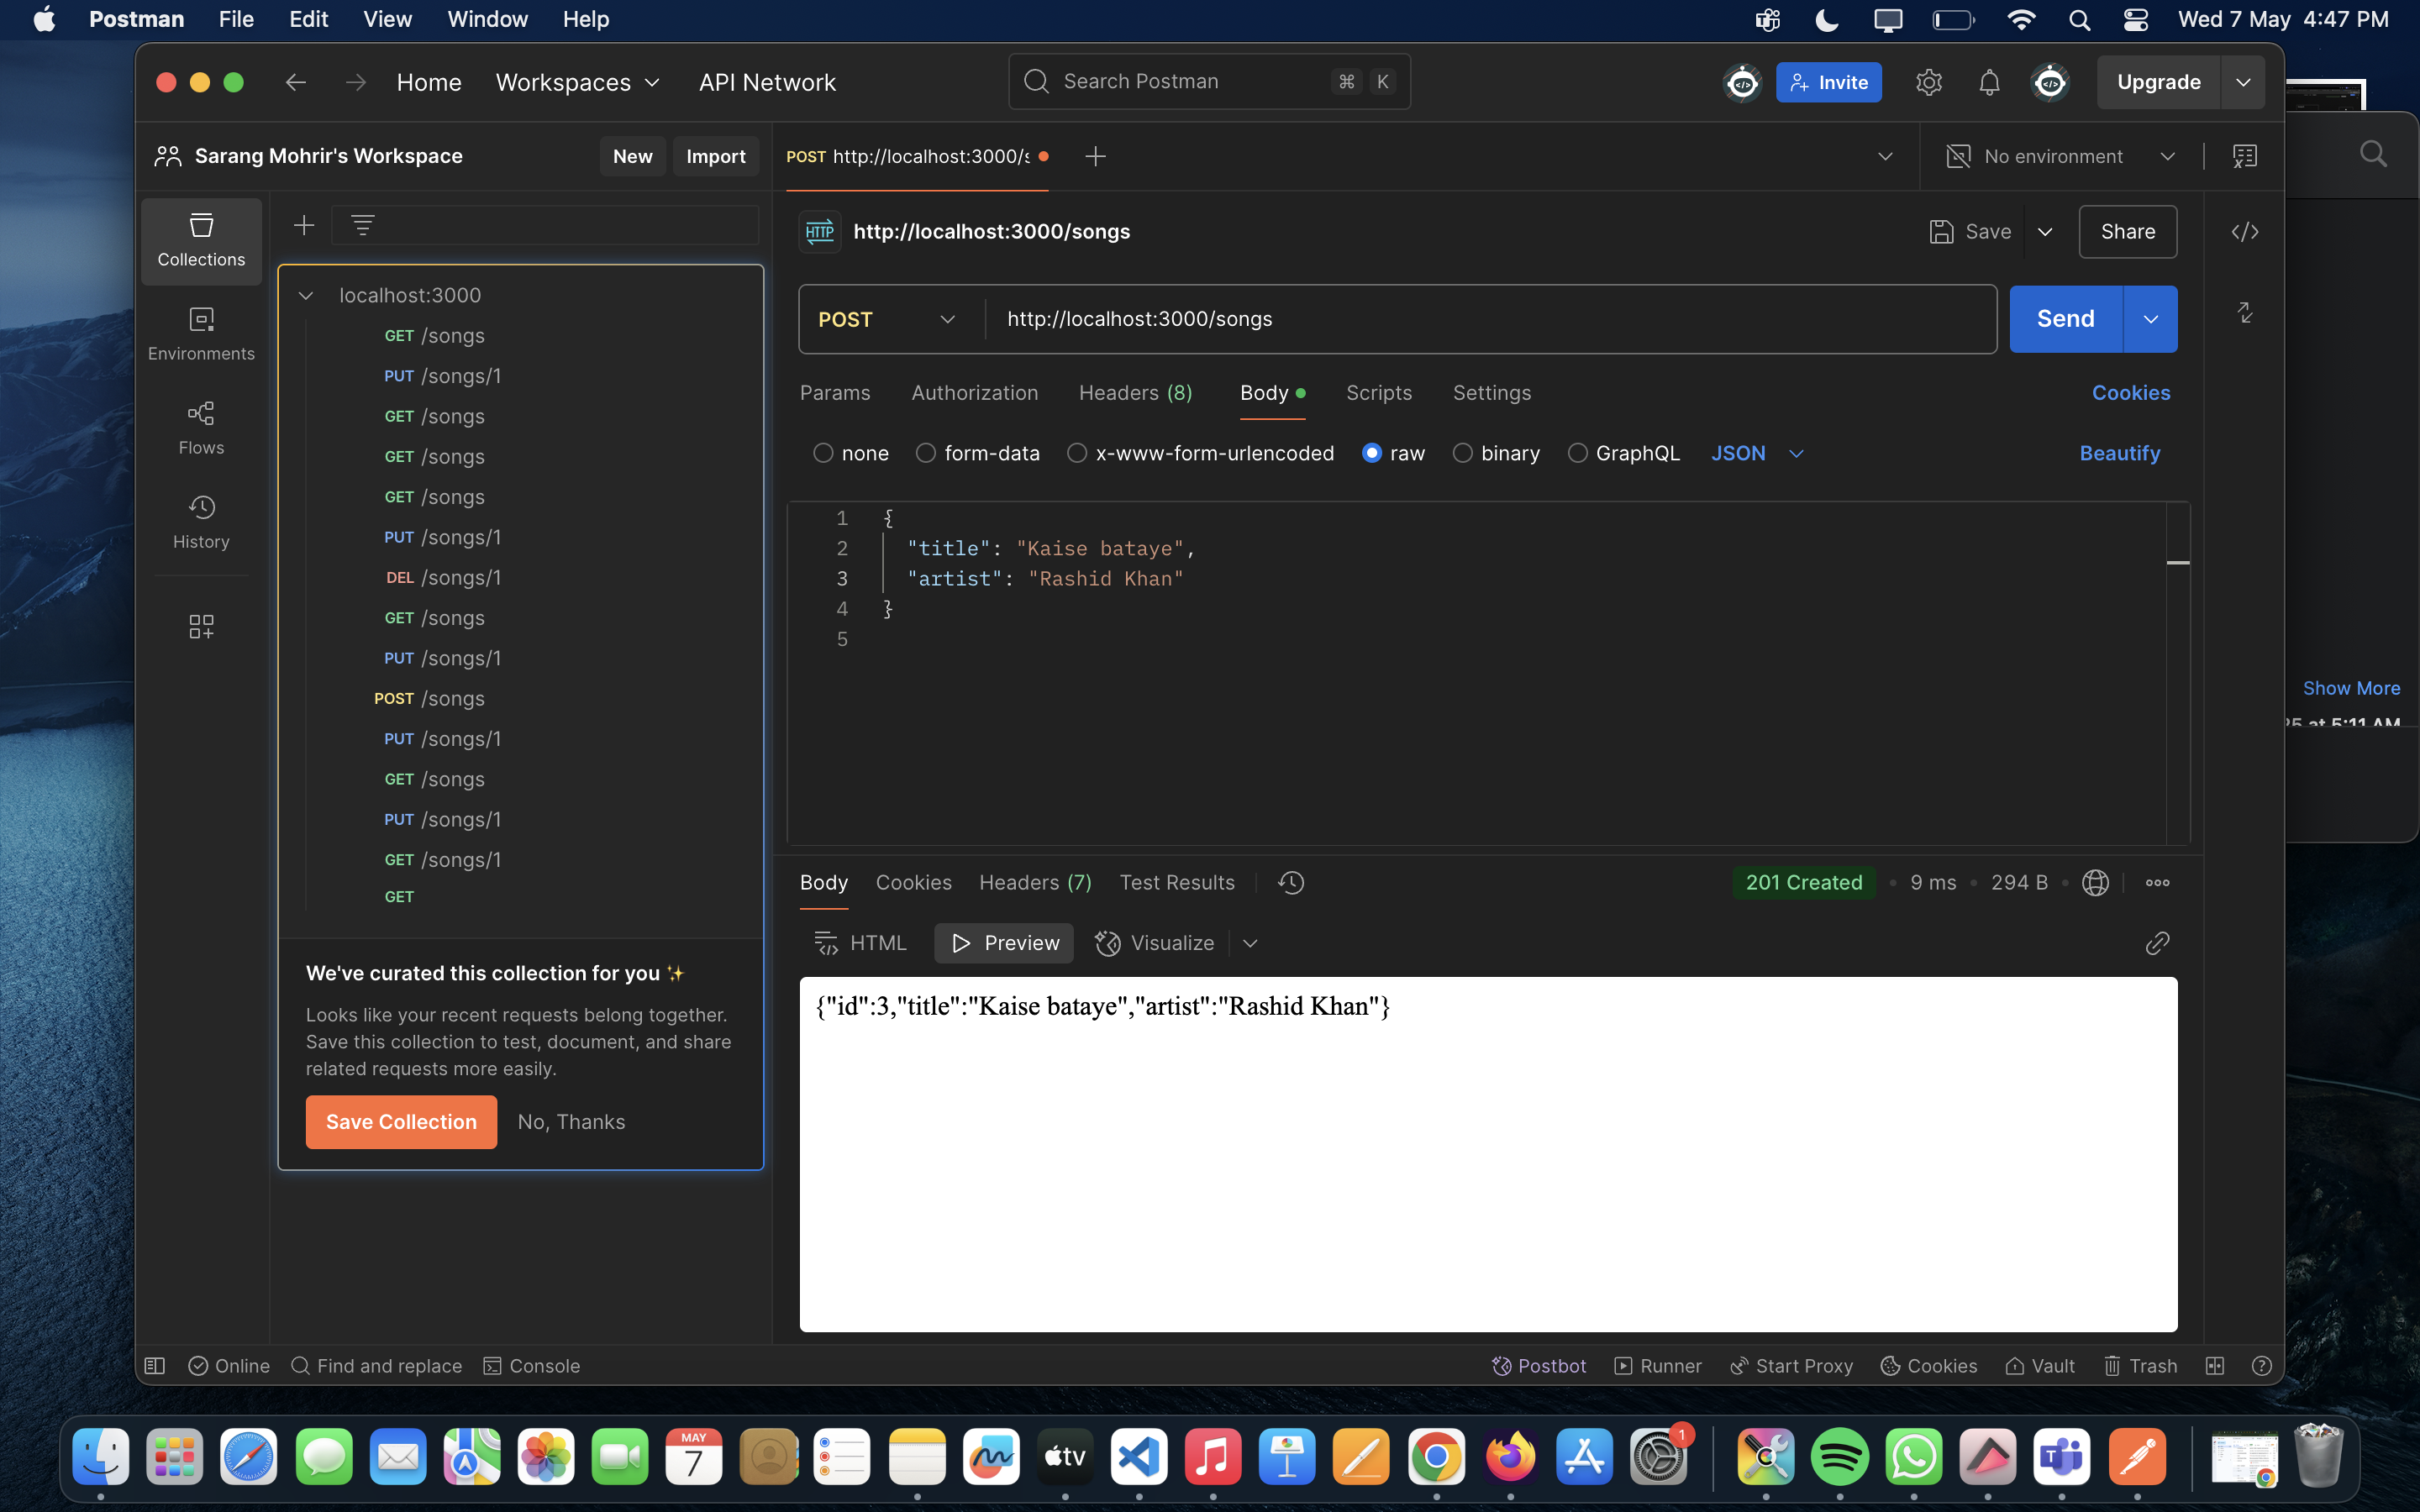 Postman File Edit View Window Help Wed 7 May 4:47 PM
Home Workspaces API Network Search Postman ⌘ K Invite Upgrade
Sarang Mohrir's Workspace New Import POST http://localhost:3000/s No environment
Collections
Environments
Flows
History
localhost:3000
GET /songs
PUT /songs/1
GET /songs
GET /songs
GET /songs
PUT /songs/1
DEL /songs/1
GET /songs
PUT /songs/1
POST /songs
PUT /songs/1
GET /songs
PUT /songs/1
GET /songs/1
GET
We've curated this collection for you ✨
Looks like your recent requests belong together.
Save this collection to test, document, and share
related requests more easily.
Save Collection No, Thanks
HTTP http://localhost:3000/songs Save Share </>
POST http://localhost:3000/songs Send
Params Authorization Headers (8) Body Scripts Settings Cookies
none form-data x-www-form-urlencoded raw binary GraphQL JSON Beautify
1 {
2 "title": "Kaise bataye",
3 "artist": "Rashid Khan"
4 }
5
Body Cookies Headers (7) Test Results 201 Created 9 ms 294 B
HTML Preview Visualize
{"id":3,"title":"Kaise bataye","artist":"Rashid Khan"}
Show More
at 5:11 AM
Online Find and replace Console Postbot Runner Start Proxy Cookies Vault Trash
MAY
7
tv
1